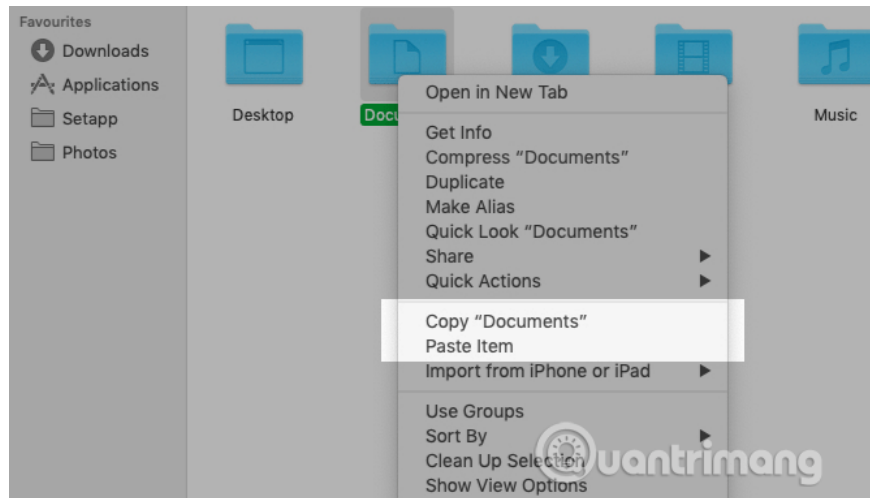 Favourites
Downloads
Applications
Setapp
Photos
Desktop
Docu
Music
Open in New Tab
Get Info
Compress “Documents”
Duplicate
Make Alias
Quick Look “Documents”
Share
Quick Actions
Copy “Documents”
Paste Item
Import from iPhone or iPad
Use Groups
Sort By
Clean Up Selection
Show View Options
Quantrimang